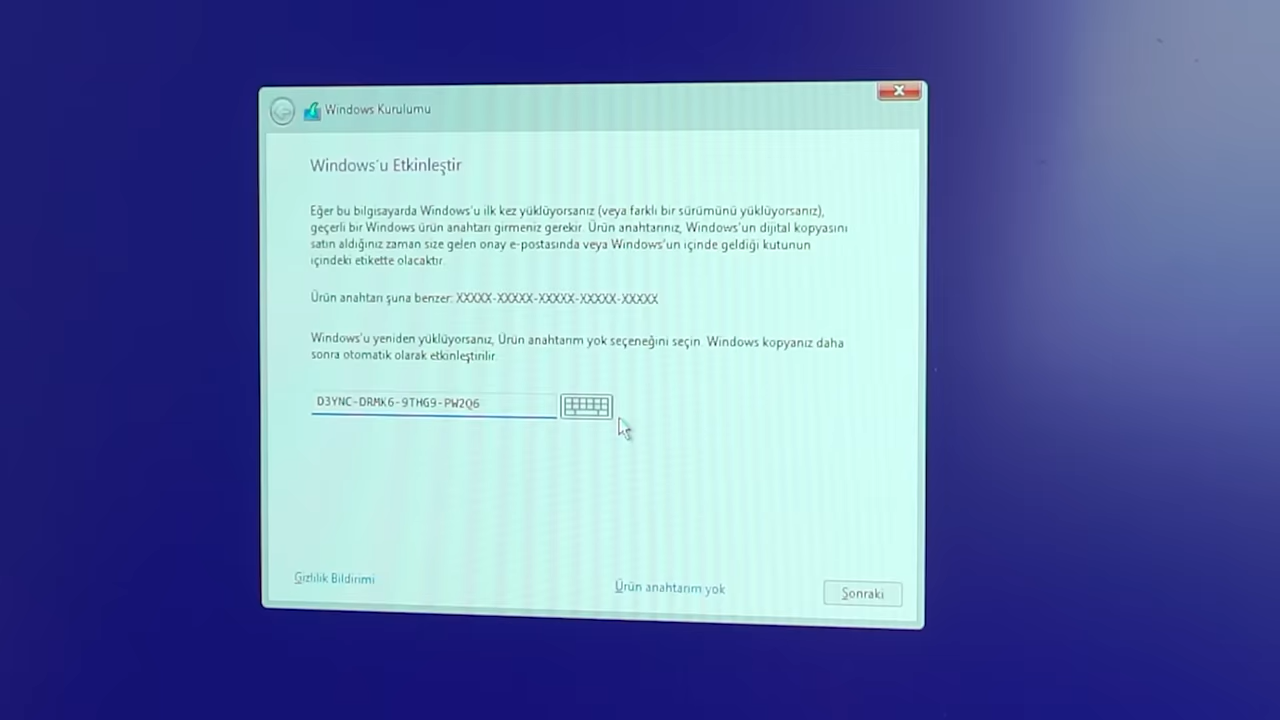 Windows Kurulumu
Windows'u Etkinleştir
Eğer bu bilgisayarda Windows'u ilk kez yüklüyorsanız (veya farklı bir sürümünü yüklüyorsanız),
geçerli bir Windows ürün anahtarı girmeniz gerekir. Ürün anahtarınız, Windows'un dijital kopyasını
satın aldığınız zaman size gelen onay e-postasında veya Windows'un içinde geldiği kutunun
içindeki etikette olacaktır.
Ürün anahtarı şuna benzer: XXXXX-XXXXX-XXXXX-XXXXX-XXXXX
Windows'u yeniden yüklüyorsanız, Ürün anahtarım yok seçeneğini seçin. Windows kopyanız daha
sonra otomatik olarak etkinleştirilir.
D3YNC-DRMK6-9THG9-PW2Q6
Gizlilik Bildirimi
Ürün anahtarım yok
Sonraki